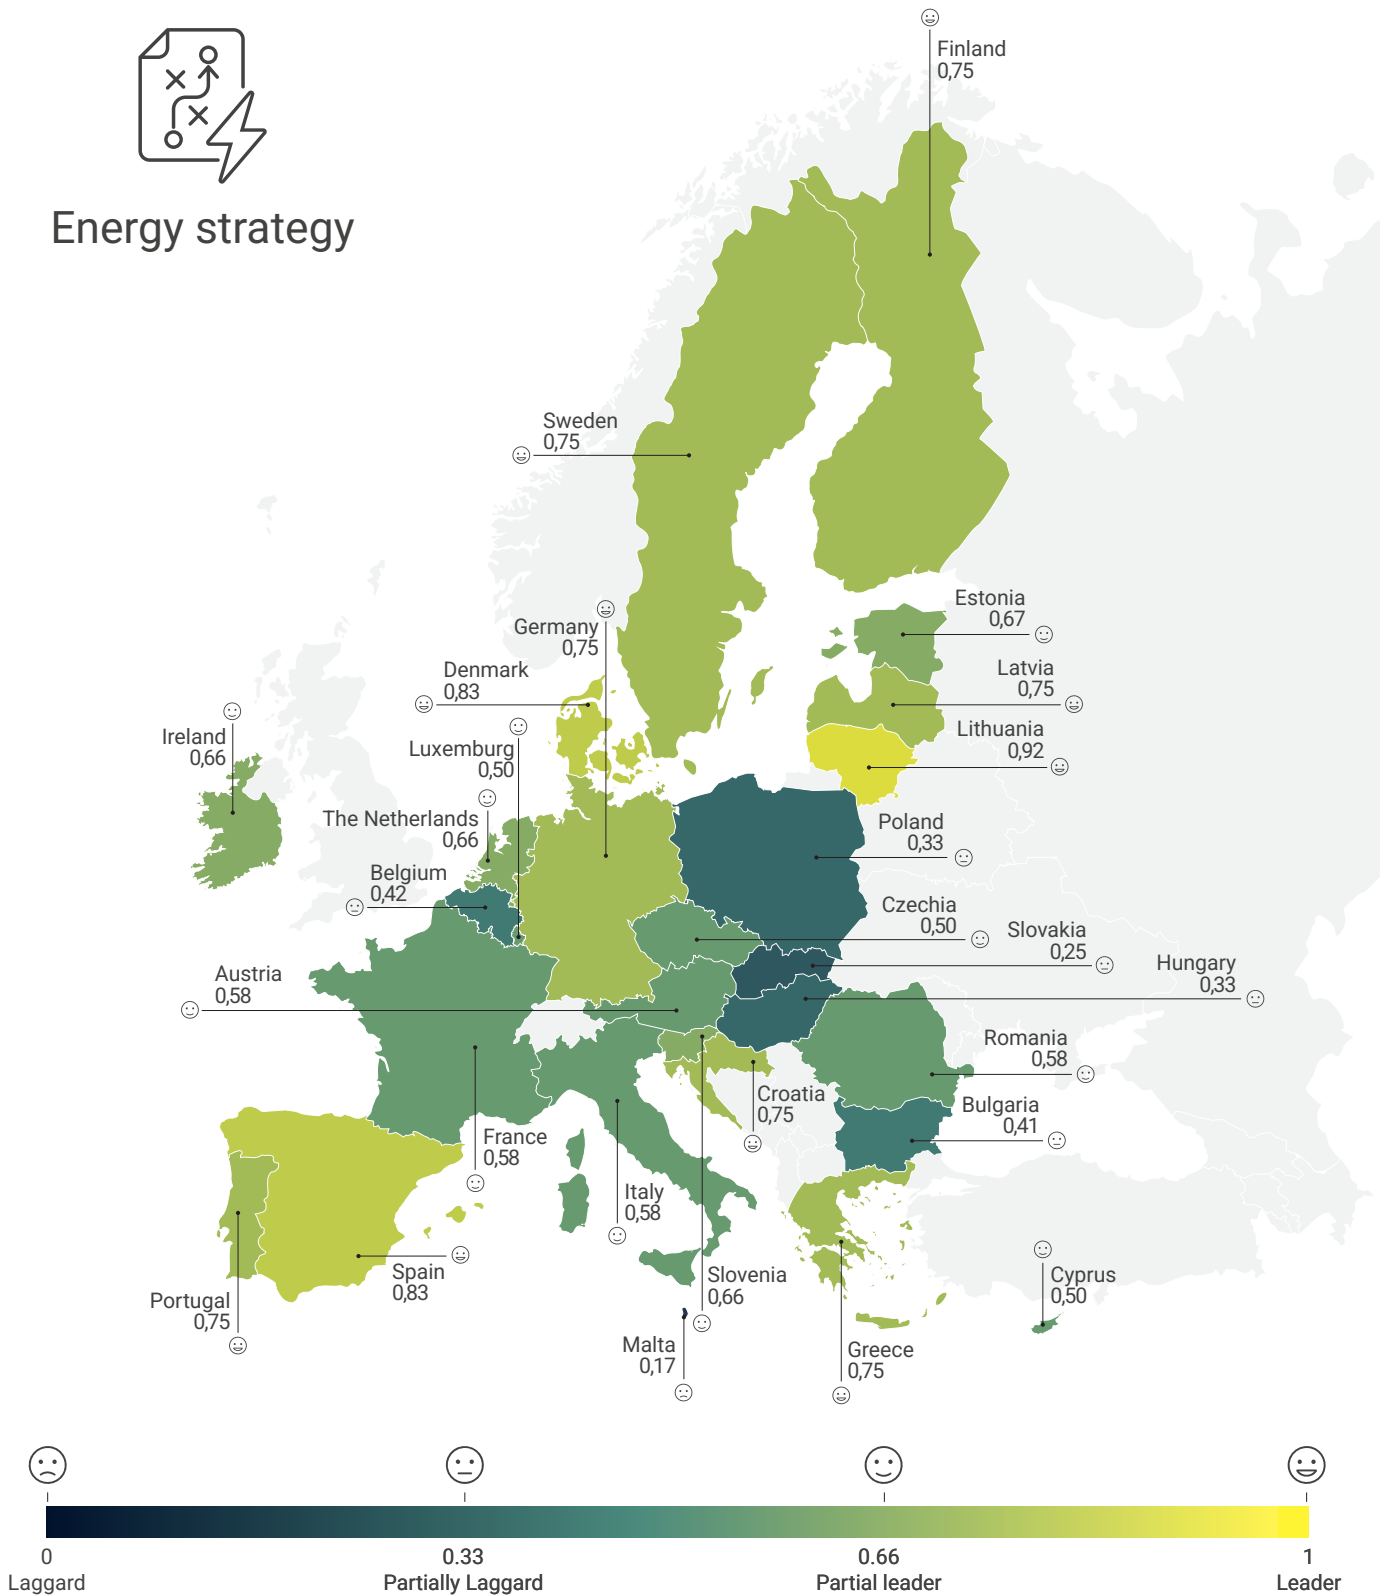 Energy strategy
Finland
0,75
Sweden
0,75
Estonia
0,67
Germany
0,75
Latvia
0,75
Denmark
0,83
Lithuania
0,92
Ireland
0,66
Luxemburg
0,50
The Netherlands
0,66
Poland
0,33
Belgium
0,42
Czechia
0,50
Slovakia
0,25
Hungary
0,33
Austria
0,58
Romania
0,58
Croatia
0,75
Bulgaria
0,41
France
0,58
Italy
0,58
Spain
0,83
Slovenia
0,66
Cyprus
0,50
Portugal
0,75
Malta
0,17
Greece
0,75
0
0.33
0.66
1
Laggard
Partially Laggard
Partial leader
Leader